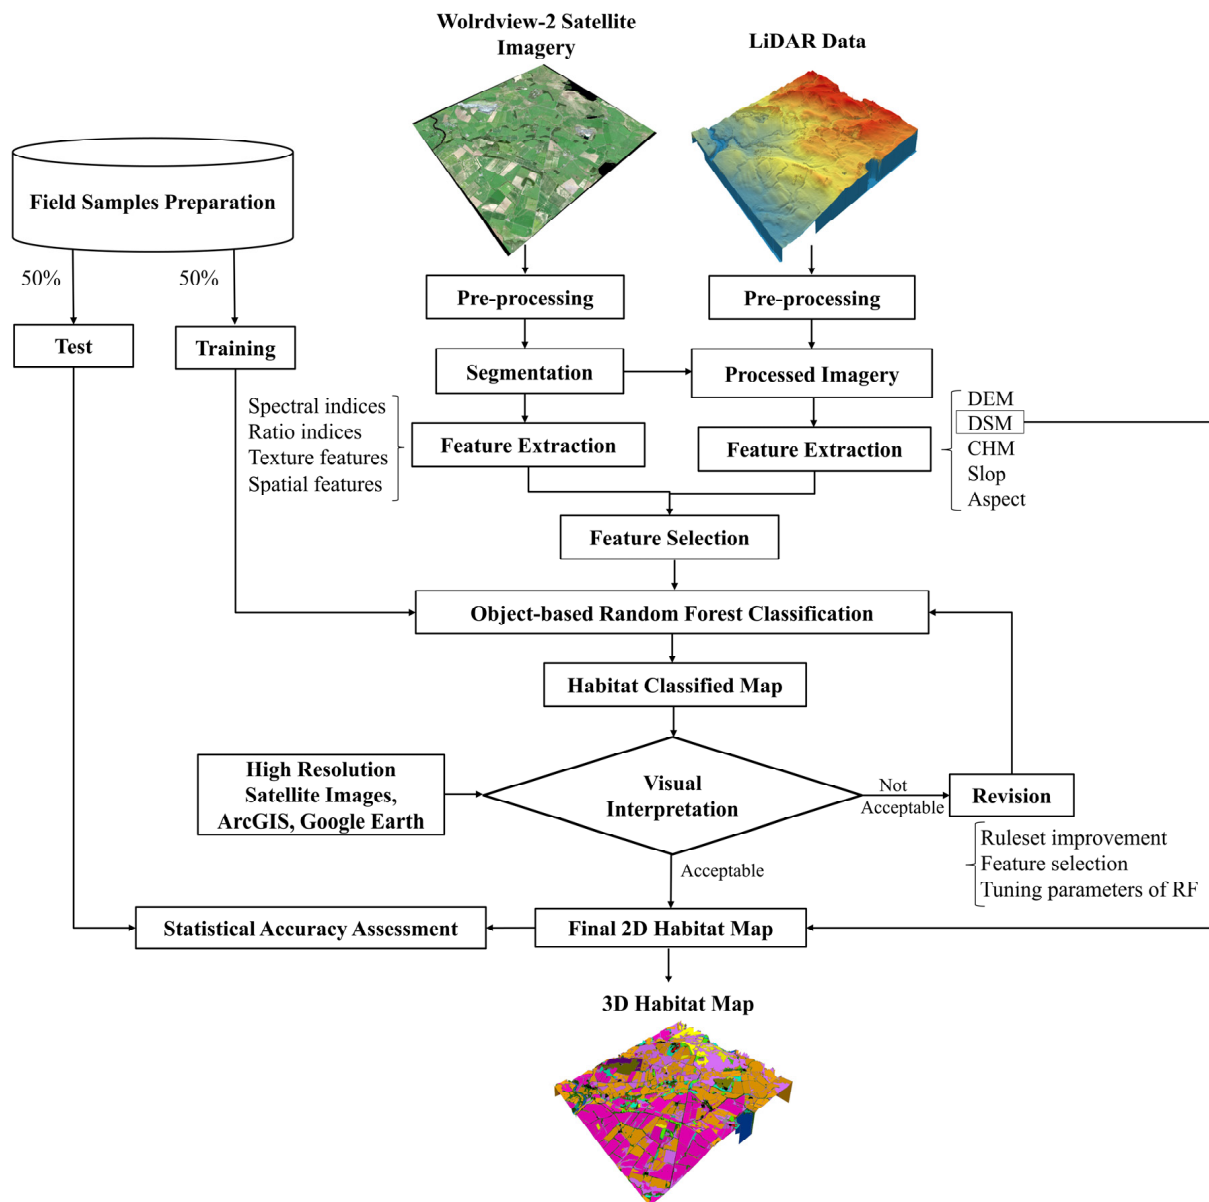 Wolrdview-2 Satellite
Imagery
LiDAR Data
Field Samples Preparation
50%
50%
Pre-processing
Pre-processing
Test
Training
Segmentation
Processed Imagery
Spectral indices
Ratio indices
Texture features
Spatial features
Feature Extraction
Feature Extraction
DEM
DSM
CHM
Slop
Aspect
Feature Selection
Object-based Random Forest Classification
Habitat Classified Map
High Resolution
Satellite Images,
ArcGIS, Google Earth
Visual
Interpretation
Not
Acceptable
Revision
Ruleset improvement
Feature selection
Tuning parameters of RF
Acceptable
Statistical Accuracy Assessment
Final 2D Habitat Map
3D Habitat Map